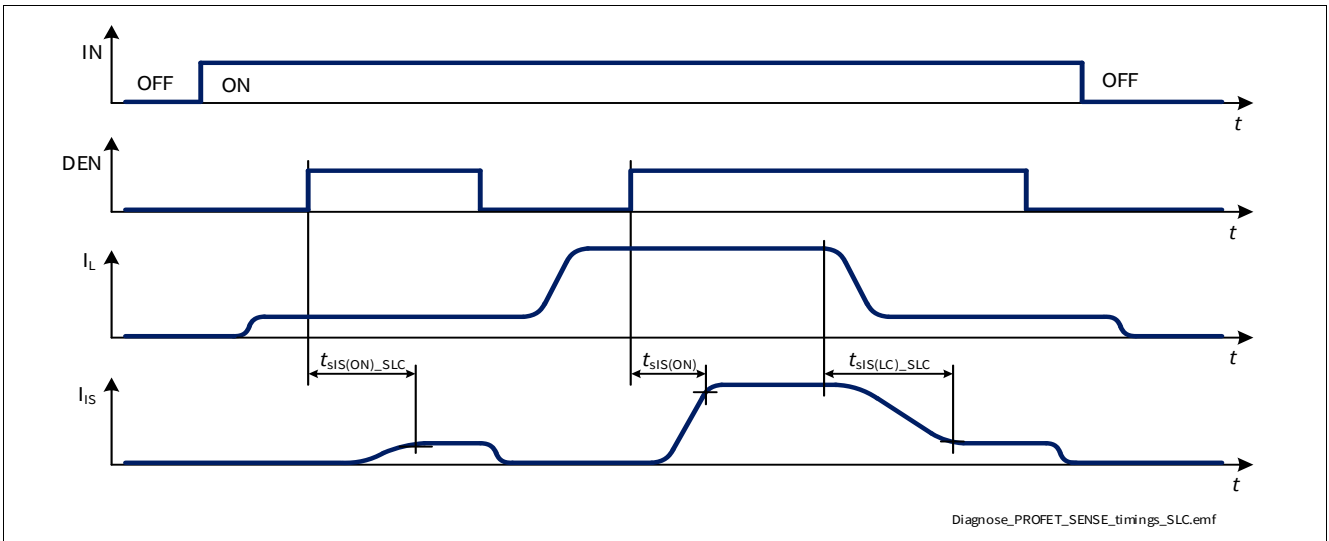 IN
OFF
ON
OFF
t
DEN
t
IL
t
tsIS(ON)_SLC
tsIS(ON)
tsIS(LC)_SLC
IIS
t
Diagnose_PROFET_SENSE_timings_SLC.emf